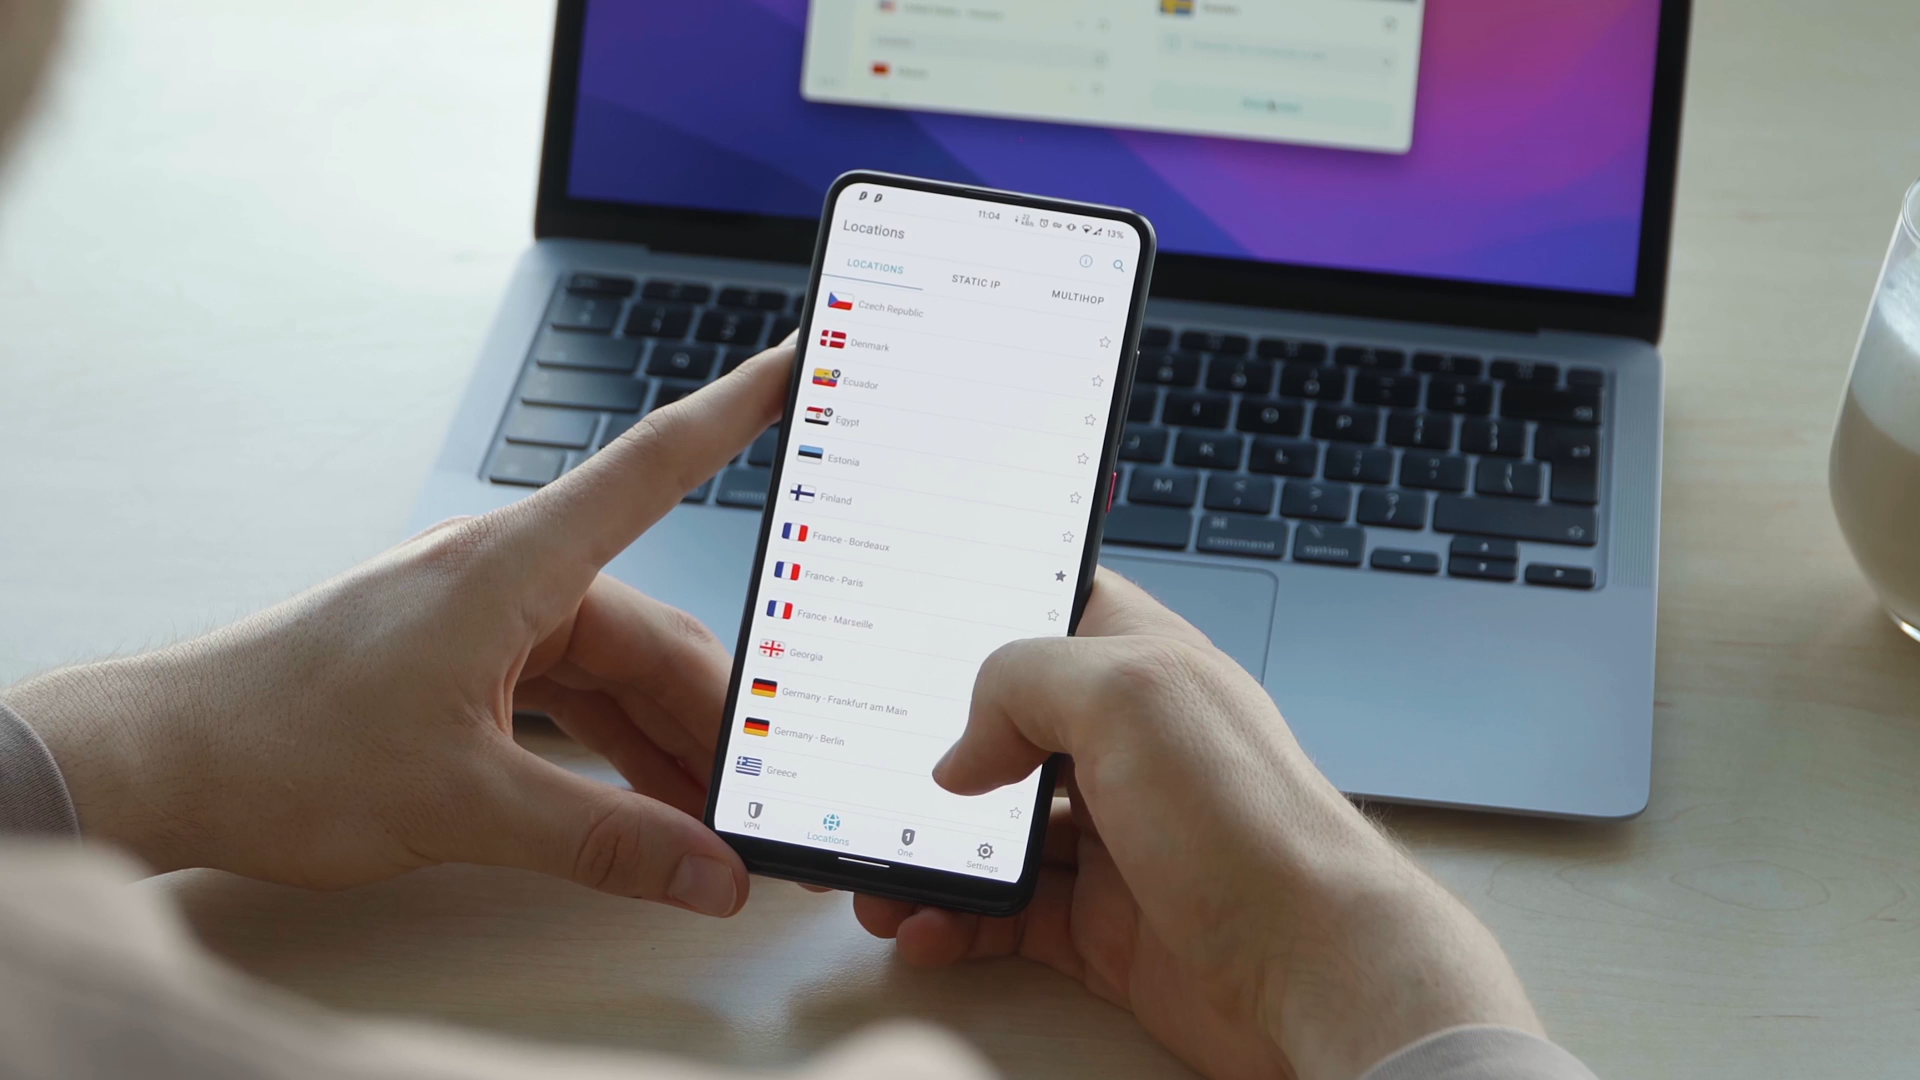 11:04
13%
Locations
LOCATIONS
STATIC IP
MULTIHOP
Czech Republic
Denmark
Ecuador
Egypt
Estonia
Finland
France - Bordeaux
France - Paris
France - Marseille
Georgia
Germany - Frankfurt am Main
Germany - Berlin
Greece
VPN
Locations
1
One
Settings
command
option